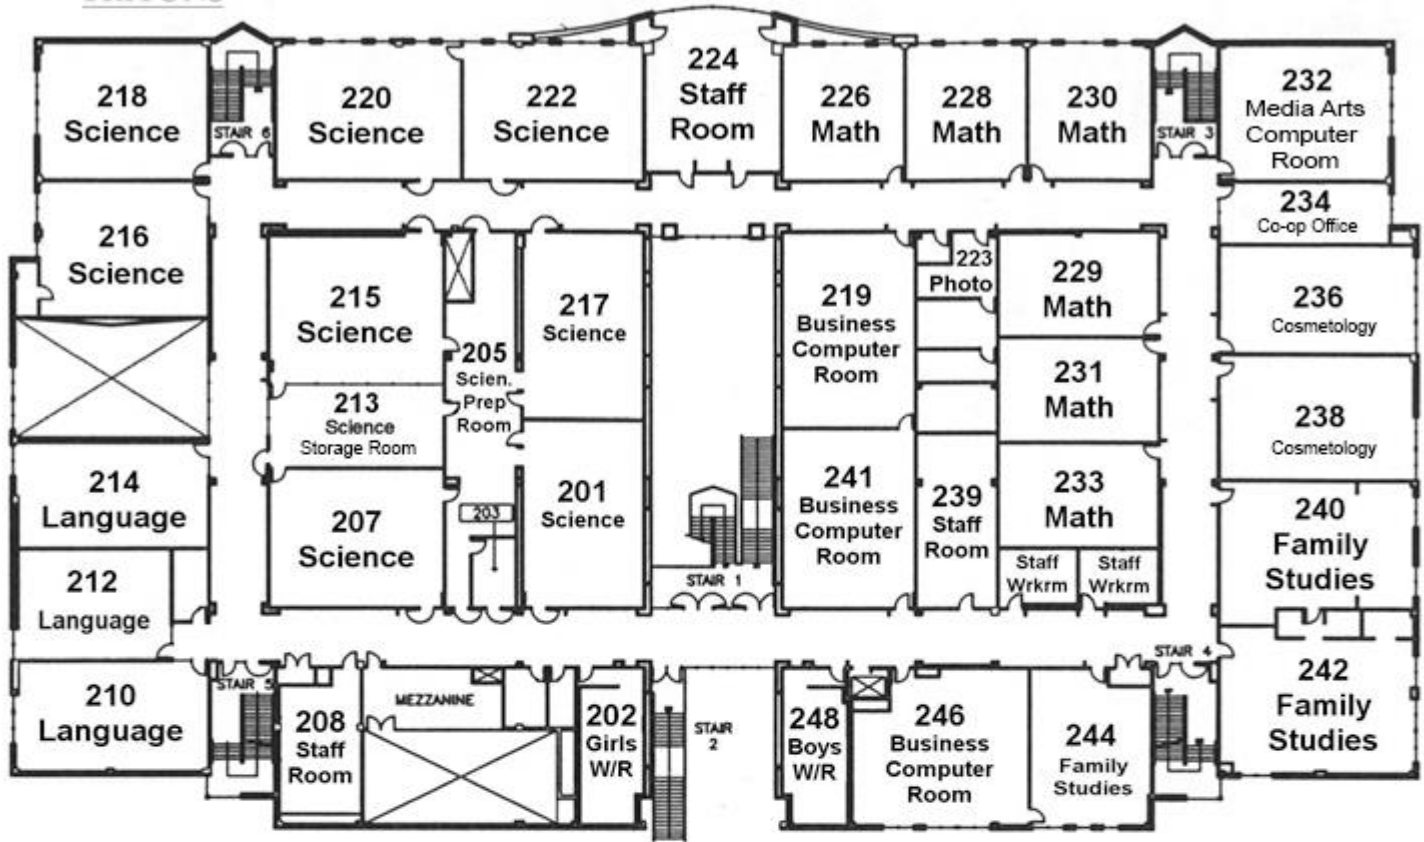 218
Science
STAIR 6
220
Science
222
Science
224
Staff
Room
226
Math
228
Math
230
Math
STAIR 3
232
Media Arts
Computer
Room
216
Science
234
Co-op Office
215
Science
205
Scien.
Prep
Room
217
Science
219
Business
Computer
Room
223
Photo
229
Math
236
Cosmetology
213
Science
Storage Room
231
Math
238
Cosmetology
214
Language
207
Science
203
201
Science
STAIR 1
241
Business
Computer
Room
239
Staff
Room
233
Math
Staff
Wrkrm
Staff
Wrkrm
240
Family
Studies
212
Language
210
Language
STAIR 5
208
Staff
Room
MEZZANINE
202
Girls
W/R
STAIR
2
248
Boys
W/R
246
Business
Computer
Room
244
Family
Studies
STAIR 4
242
Family
Studies